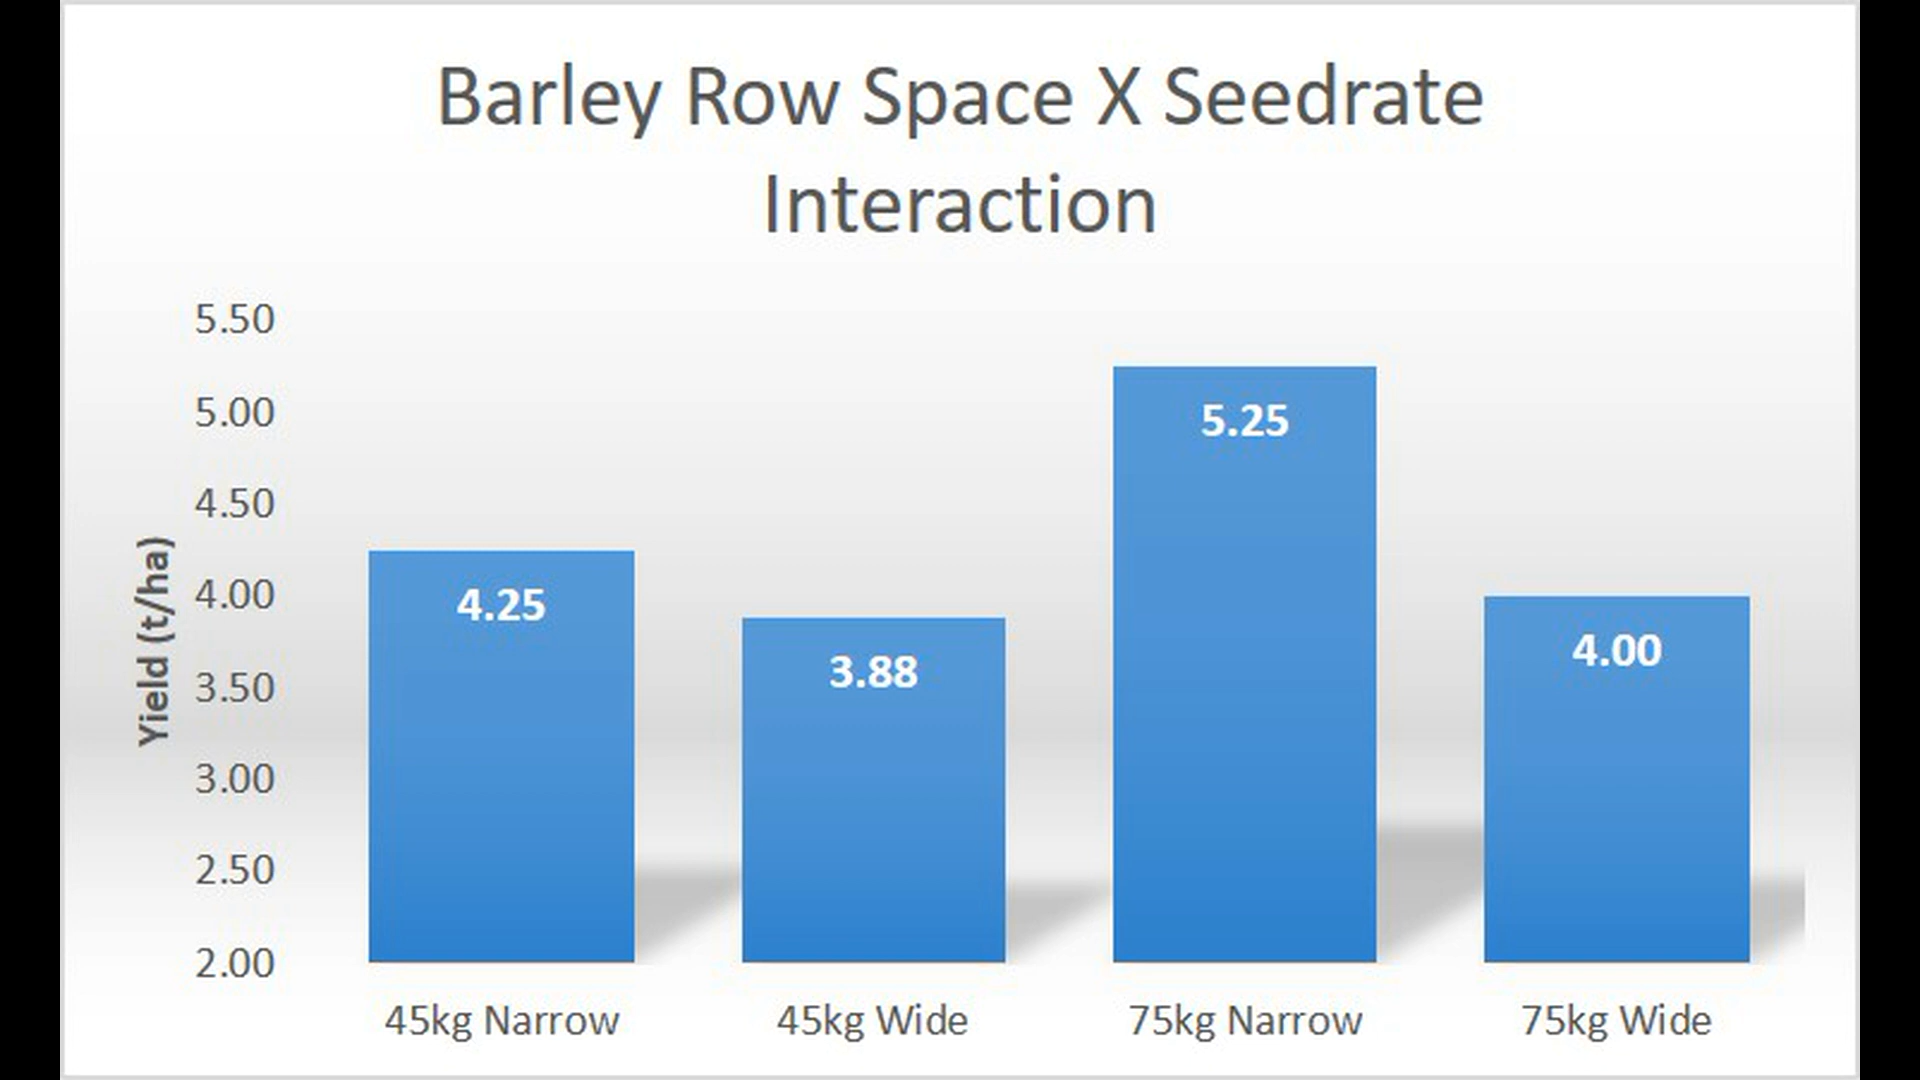 Barley Row Space X Seedrate
Interaction
Yield (t/ha)
5.50
5.00
4.50
4.00
3.50
3.00
2.50
2.00
4.25
3.88
5.25
4.00
45kg Narrow
45kg Wide
75kg Narrow
75kg Wide